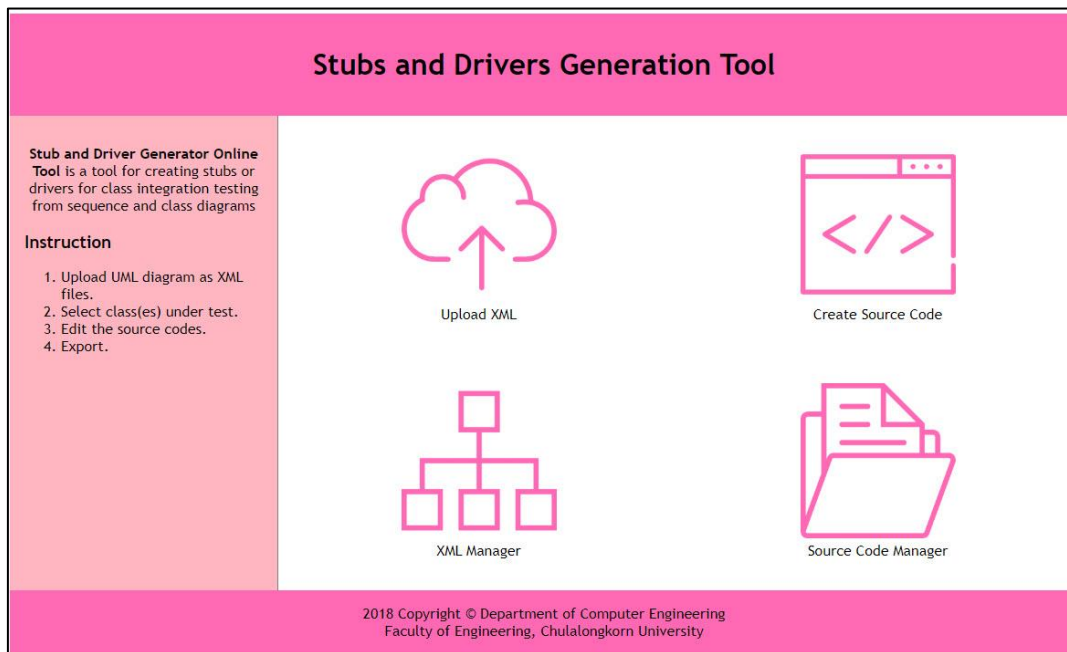 Stubs and Drivers Generation Tool
Stub and Driver Generator Online
Tool is a tool for creating stubs or
drivers for class integration testing
from sequence and class diagrams
Instruction
1. Upload UML diagram as XML
files.
2. Select class(es) under test.
3. Edit the source codes.
4. Export.
Upload XML
</>
Create Source Code
XML Manager
Source Code Manager
2018 Copyright © Department of Computer Engineering
Faculty of Engineering, Chulalongkorn University